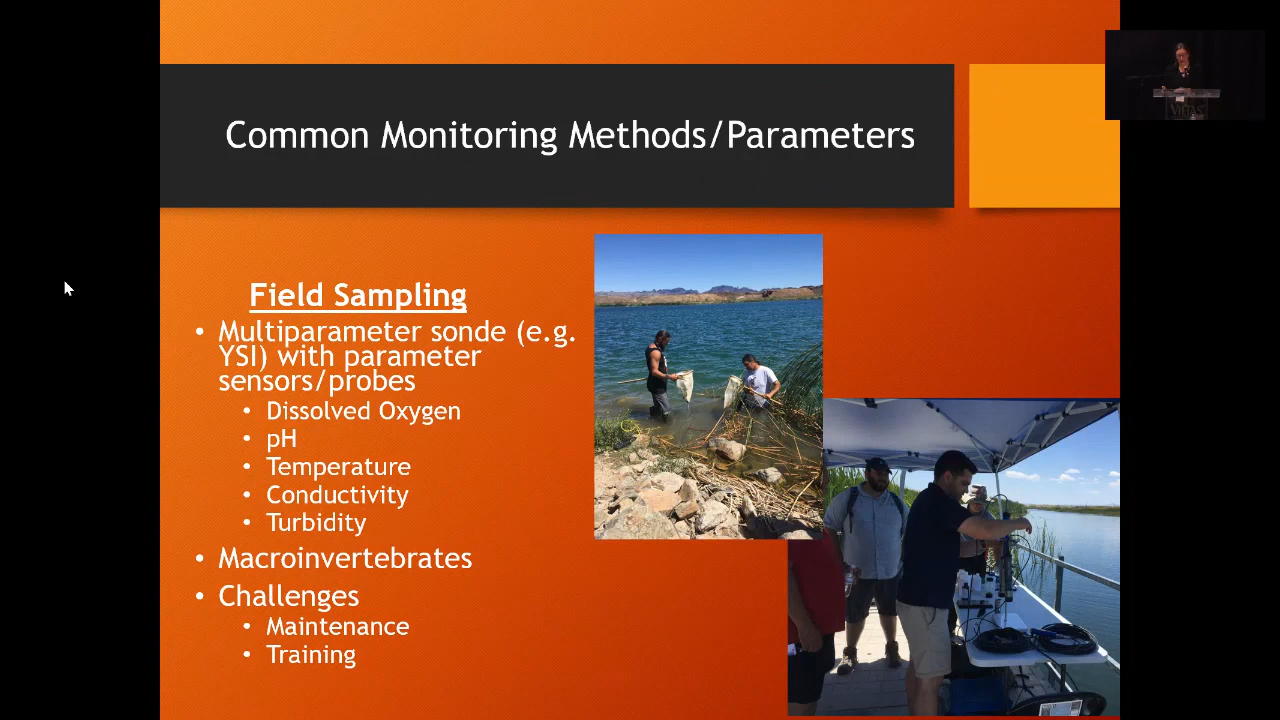 Common Monitoring Methods/Parameters
Field Sampling
• Multiparameter sonde (e.g.
YSI) with parameter
sensors/probes
• Dissolved Oxygen
• pH
• Temperature
• Conductivity
• Turbidity
• Macroinvertebrates
• Challenges
• Maintenance
• Training